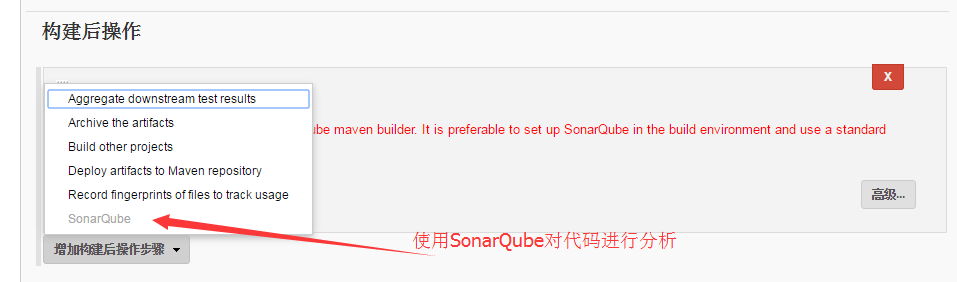 构建后操作
X
Aggregate downstream test results
Archive the artifacts
ube maven builder. It is preferable to set up SonarQube in the build environment and use a standard
Build other projects
Deploy artifacts to Maven repository
Record fingerprints of files to track usage
高级...
SonarQube
使用SonarQube对代码进行分析
增加构建后操作步骤